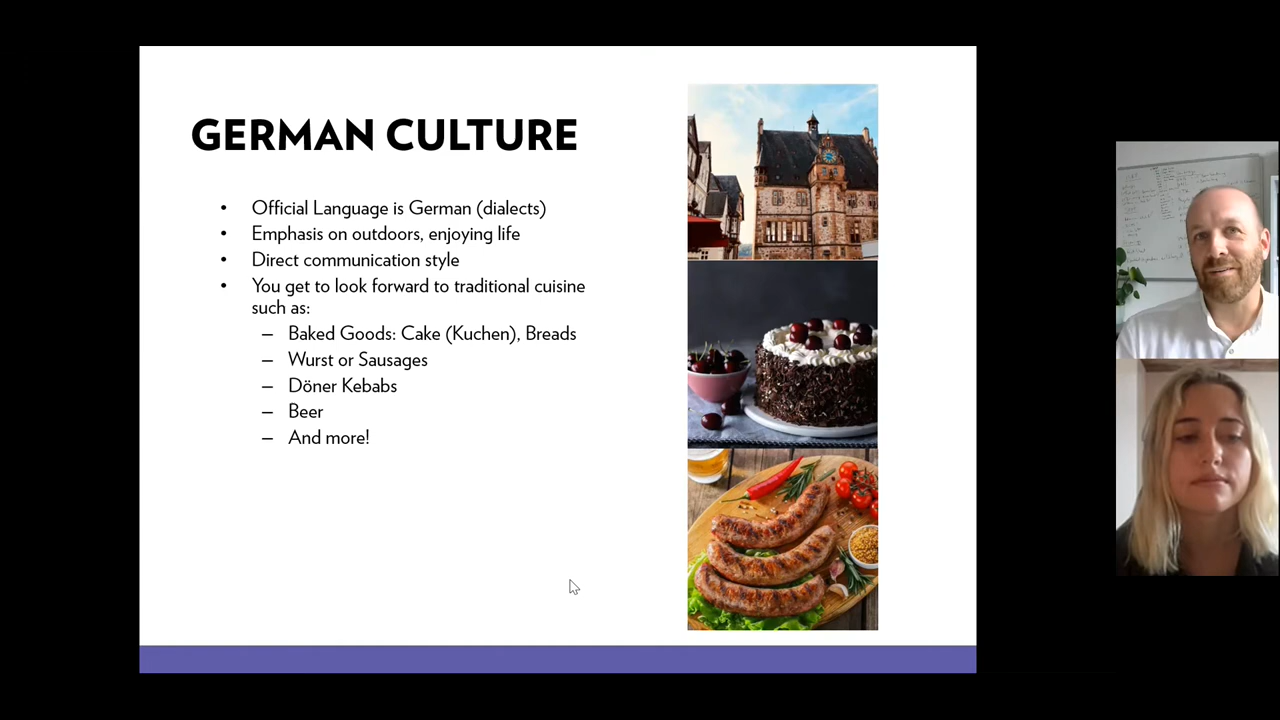 GERMAN CULTURE
• Official Language is German (dialects)
• Emphasis on outdoors, enjoying life
• Direct communication style
• You get to look forward to traditional cuisine
such as:
– Baked Goods: Cake (Kuchen), Breads
– Wurst or Sausages
– Döner Kebabs
– Beer
– And more!